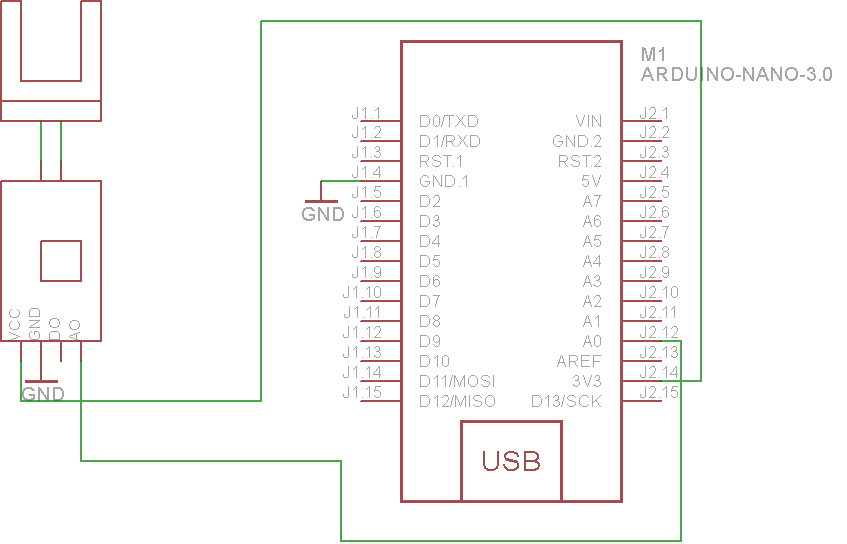 M1
ARDUINO-NANO-3.0
J1.1
D0/TXD
VIN
J2.1
J1.2
D1/RXD
GND.2
J2.2
J1.3
RST.1
RST.2
J2.3
J1.4
GND.1
5V
J2.4
J1.5
D2
A7
J2.5
GND
J1.6
D3
A6
J2.6
J1.7
D4
A5
J2.7
J1.8
D5
A4
J2.8
J1.9
D6
A3
J2.9
J1.10
D7
A2
J2.10
J1.11
D8
A1
J2.11
J1.12
D9
A0
J2.12
J1.13
D10
AREF
J2.13
J1.14
D11/MOSI
3V3
J2.14
J1.15
D12/MISO
D13/SCK
J2.15
VCC
GND
DO
AO
GND
USB